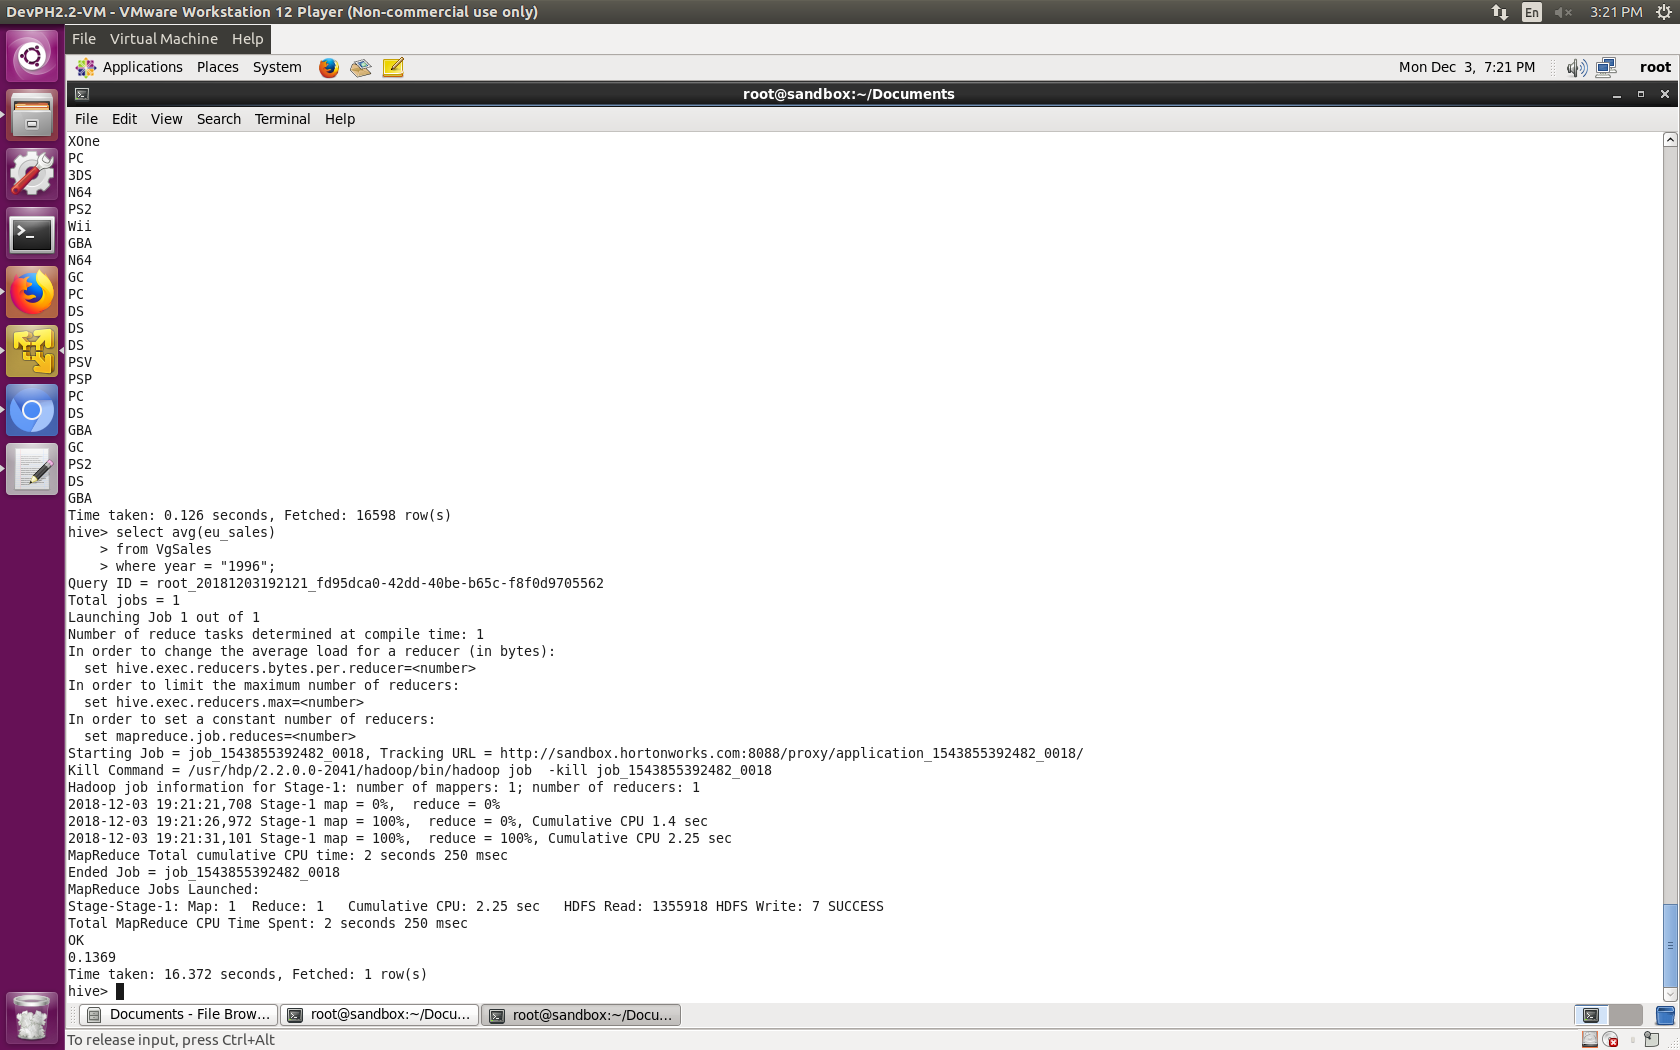 DevPH2.2-VM - VMware Workstation 12 Player (Non-commercial use only)
En
3:21 PM
File Virtual Machine Help
Applications Places System
Mon Dec 3, 7:21 PM
root
root@sandbox:~/Documents
File Edit View Search Terminal Help
XOne
PC
3DS
N64
PS2
Wii
GBA
N64
GC
PC
DS
DS
DS
PSV
PSP
PC
DS
GBA
GC
PS2
DS
GBA
Time taken: 0.126 seconds, Fetched: 16598 row(s)
hive> select avg(eu_sales)
    > from VgSales
    > where year = "1996";
Query ID = root_20181203192121_fd95dca0-42dd-40be-b65c-f8f0d9705562
Total jobs = 1
Launching Job 1 out of 1
Number of reduce tasks determined at compile time: 1
In order to change the average load for a reducer (in bytes):
  set hive.exec.reducers.bytes.per.reducer=<number>
In order to limit the maximum number of reducers:
  set hive.exec.reducers.max=<number>
In order to set a constant number of reducers:
  set mapreduce.job.reduces=<number>
Starting Job = job_1543855392482_0018, Tracking URL = http://sandbox.hortonworks.com:8088/proxy/application_1543855392482_0018/
Kill Command = /usr/hdp/2.2.0.0-2041/hadoop/bin/hadoop job  -kill job_1543855392482_0018
Hadoop job information for Stage-1: number of mappers: 1; number of reducers: 1
2018-12-03 19:21:21,708 Stage-1 map = 0%,  reduce = 0%
2018-12-03 19:21:26,972 Stage-1 map = 100%,  reduce = 0%, Cumulative CPU 1.4 sec
2018-12-03 19:21:31,101 Stage-1 map = 100%,  reduce = 100%, Cumulative CPU 2.25 sec
MapReduce Total cumulative CPU time: 2 seconds 250 msec
Ended Job = job_1543855392482_0018
MapReduce Jobs Launched:
Stage-Stage-1: Map: 1  Reduce: 1   Cumulative CPU: 2.25 sec   HDFS Read: 1355918 HDFS Write: 7 SUCCESS
Total MapReduce CPU Time Spent: 2 seconds 250 msec
OK
0.1369
Time taken: 16.372 seconds, Fetched: 1 row(s)
hive>
Documents - File Brow... root@sandbox:~/Docu... root@sandbox:~/Docu...
To release input, press Ctrl+Alt